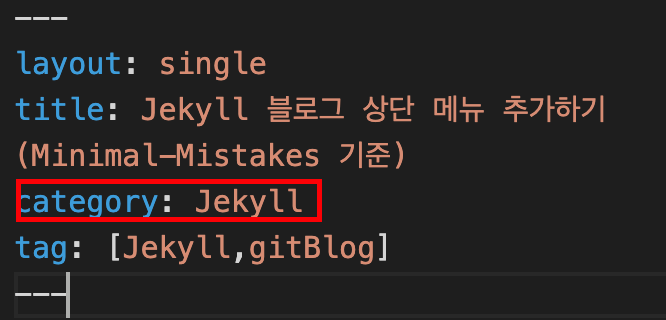 ---
layout: single
title: Jekyll 블로그 상단 메뉴 추가하기
(Minimal-Mistakes 기준)
category: Jekyll
tag: [Jekyll,gitBlog]
---